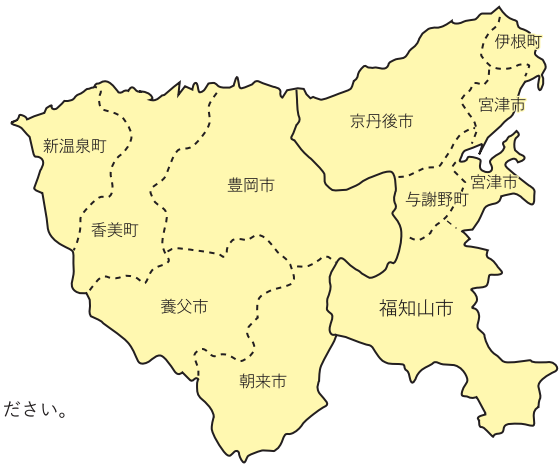 伊根町
宮津市
京丹後市
新温泉町
豊岡市
宮津市
与謝野町
香美町
養父市
福知山市
朝来市
ださい。